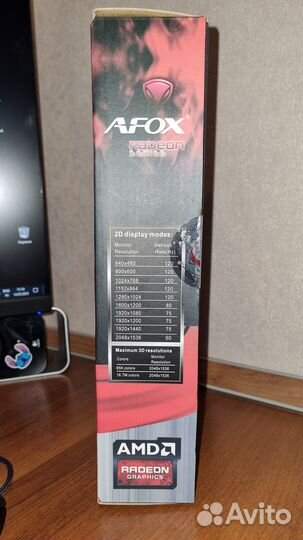 AFOX
RADEON
2D display modes:
Monitor Resolution Refresh Rate(Hz)
640x480 120
800x600 120
1024x768 120
1152x864 120
1280x1024 120
1600x1200 85
1920x1080 75
1920x1200 75
1920x1440 75
2048x1536 60
Maximum 3D resolutions
Colors Monitor Resolution
65K colors 2048x1536
16.7M colors 2048x1536
AMD
RADEON
GRAPHICS
Avito